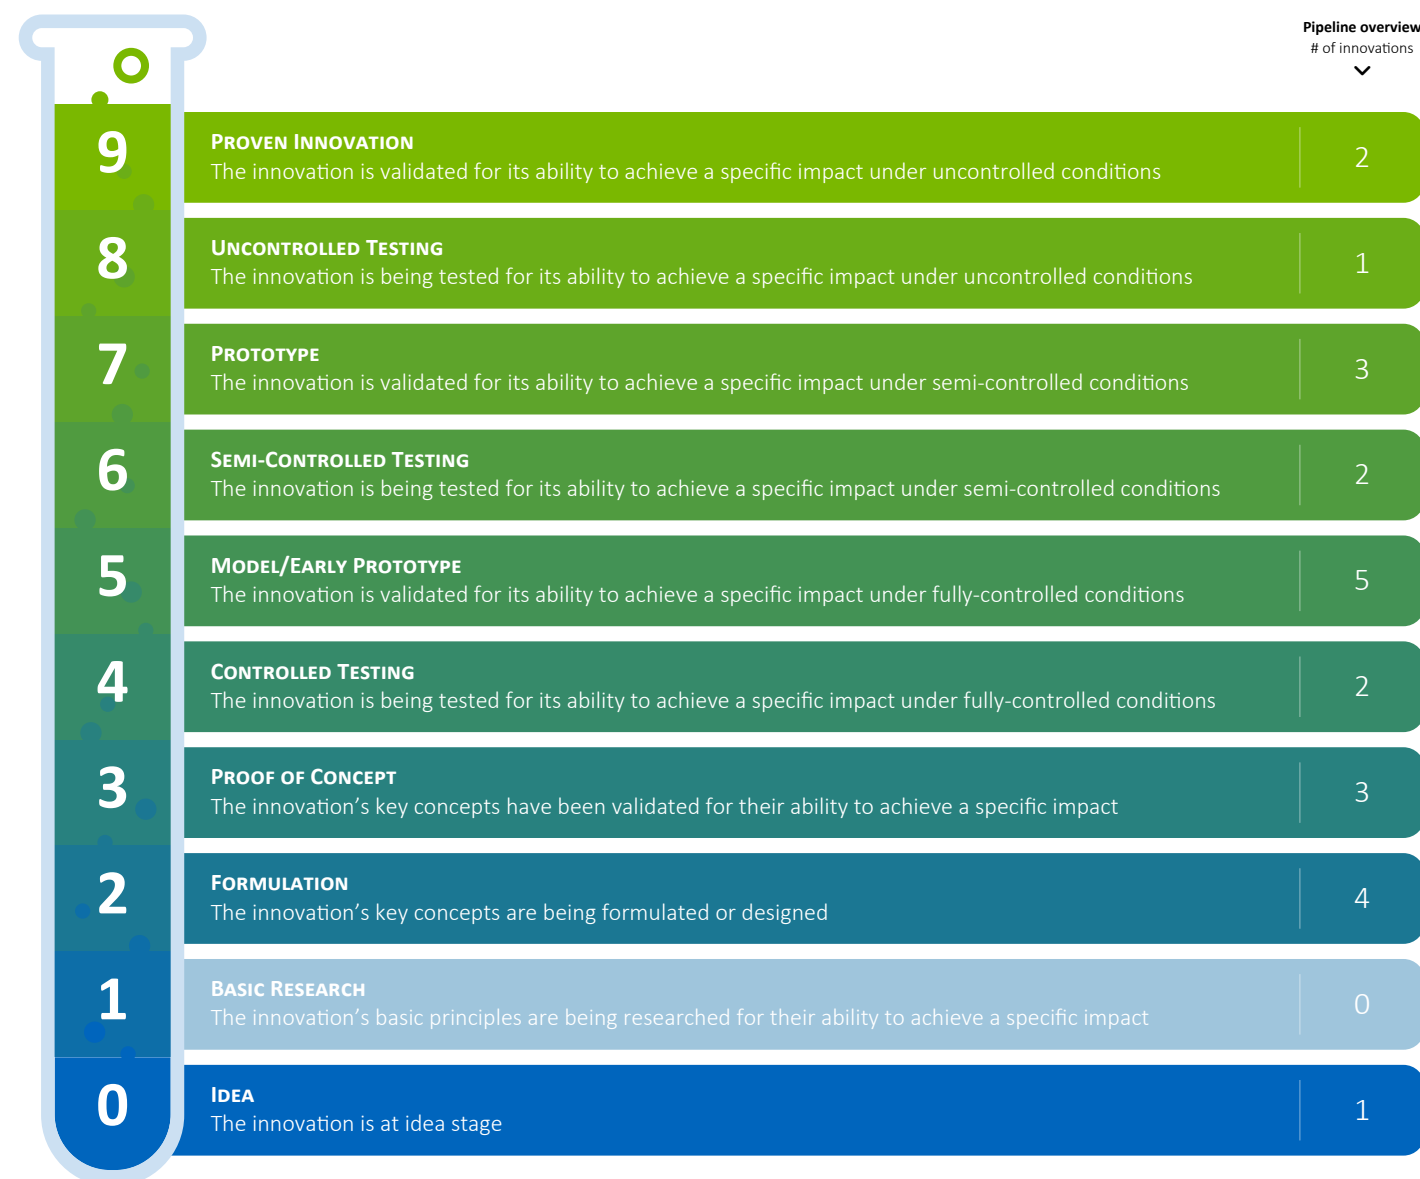 Pipeline overview
# of innovations
9
PROVEN INNOVATION
The innovation is validated for its ability to achieve a specific impact under uncontrolled conditions
2
8
UNCONTROLLED TESTING
The innovation is being tested for its ability to achieve a specific impact under uncontrolled conditions
1
7
PROTOTYPE
The innovation is validated for its ability to achieve a specific impact under semi-controlled conditions
3
6
SEMI-CONTROLLED TESTING
The innovation is being tested for its ability to achieve a specific impact under semi-controlled conditions
2
5
MODEL/EARLY PROTOTYPE
The innovation is validated for its ability to achieve a specific impact under fully-controlled conditions
5
4
CONTROLLED TESTING
The innovation is being tested for its ability to achieve a specific impact under fully-controlled conditions
2
3
PROOF OF CONCEPT
The innovation’s key concepts have been validated for their ability to achieve a specific impact
3
2
FORMULATION
The innovation’s key concepts are being formulated or designed
4
1
BASIC RESEARCH
The innovation’s basic principles are being researched for their ability to achieve a specific impact
0
0
IDEA
The innovation is at idea stage
1